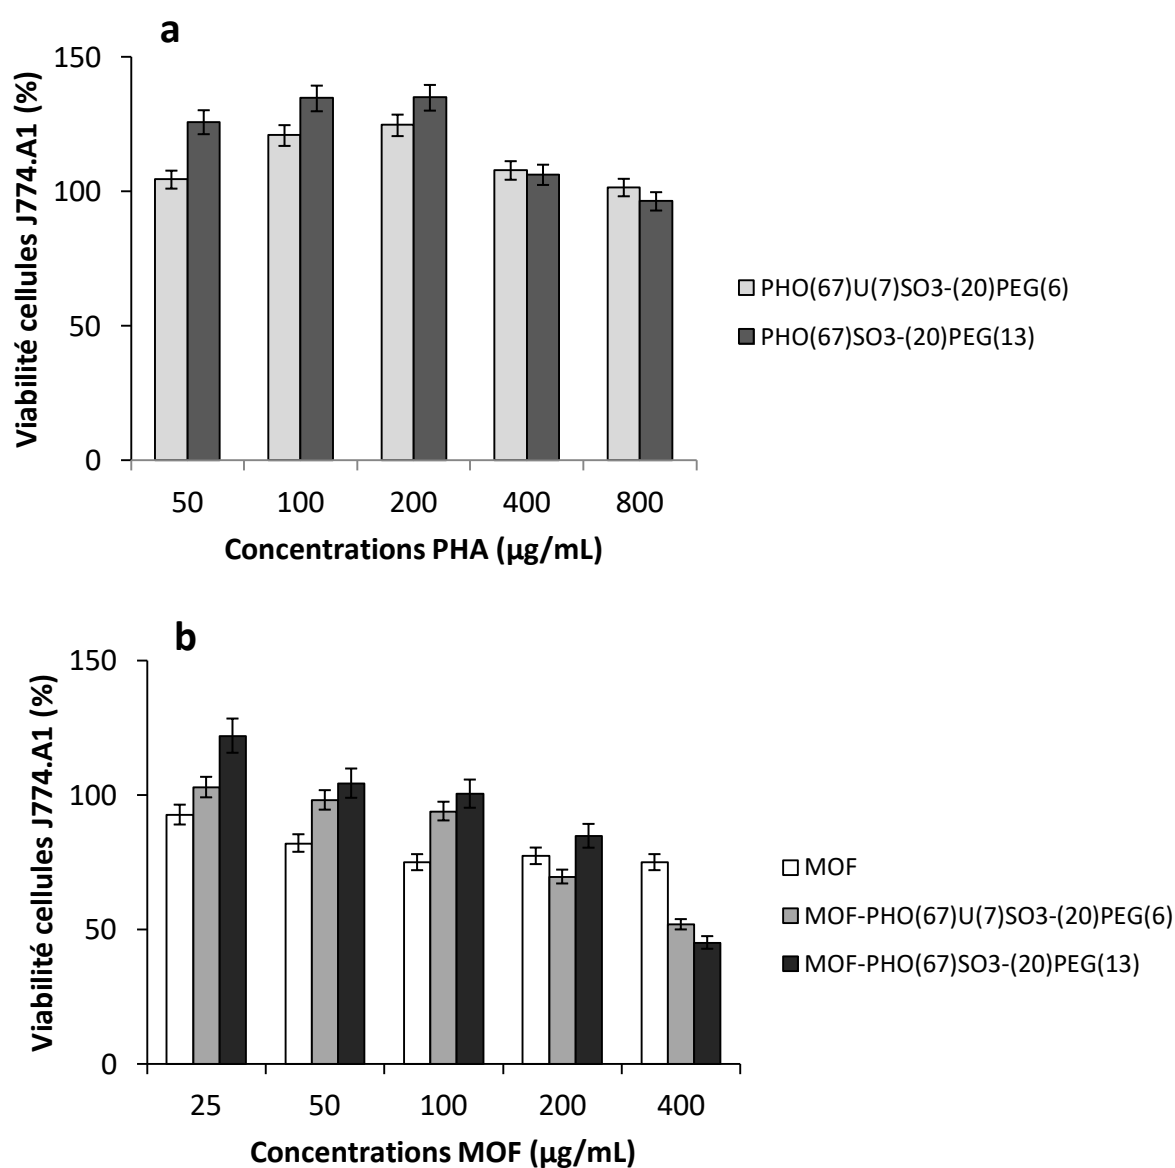 a
Viabilité cellules J774.A1 (%)
150
100
50
0
50 100 200 400 800
Concentrations PHA (µg/mL)
PHO(67)U(7)SO3-(20)PEG(6)
PHO(67)SO3-(20)PEG(13)
b
Viabilité cellules J774.A1 (%)
150
100
50
0
25 50 100 200 400
Concentrations MOF (µg/mL)
MOF
MOF-PHO(67)U(7)SO3-(20)PEG(6)
MOF-PHO(67)SO3-(20)PEG(13)